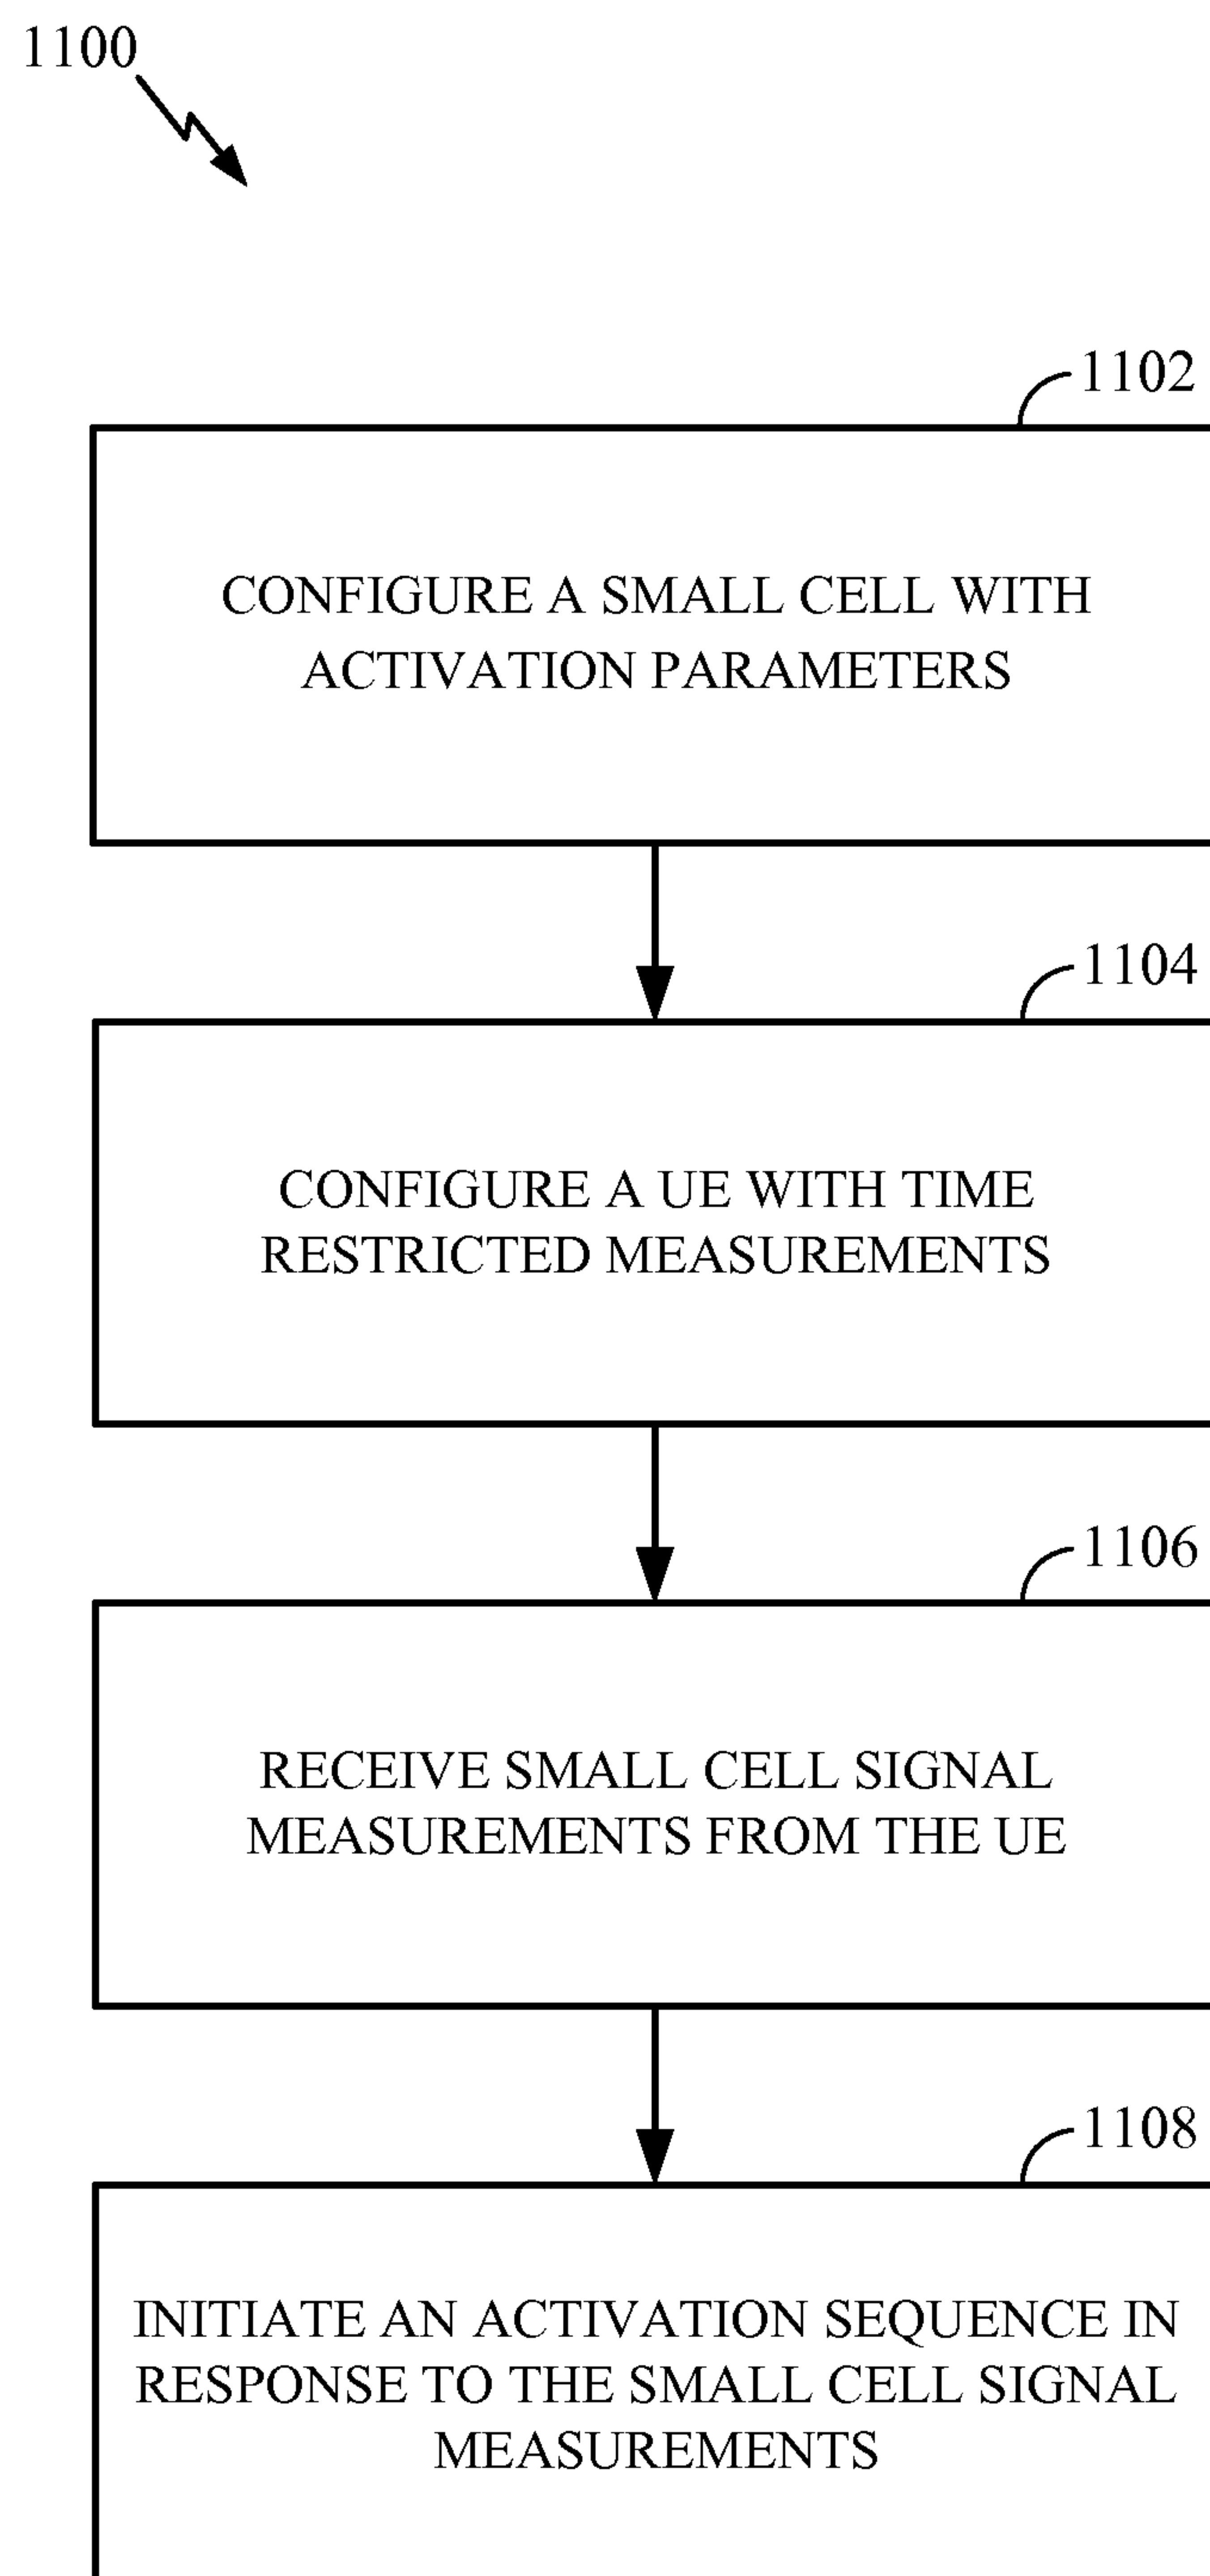 1100
1102
CONFIGURE A SMALL CELL WITH
ACTIVATION PARAMETERS
1104
CONFIGURE A UE WITH TIME
RESTRICTED MEASUREMENTS
1106
RECEIVE SMALL CELL SIGNAL
MEASUREMENTS FROM THE UE
1108
INITIATE AN ACTIVATION SEQUENCE IN
RESPONSE TO THE SMALL CELL SIGNAL
MEASUREMENTS